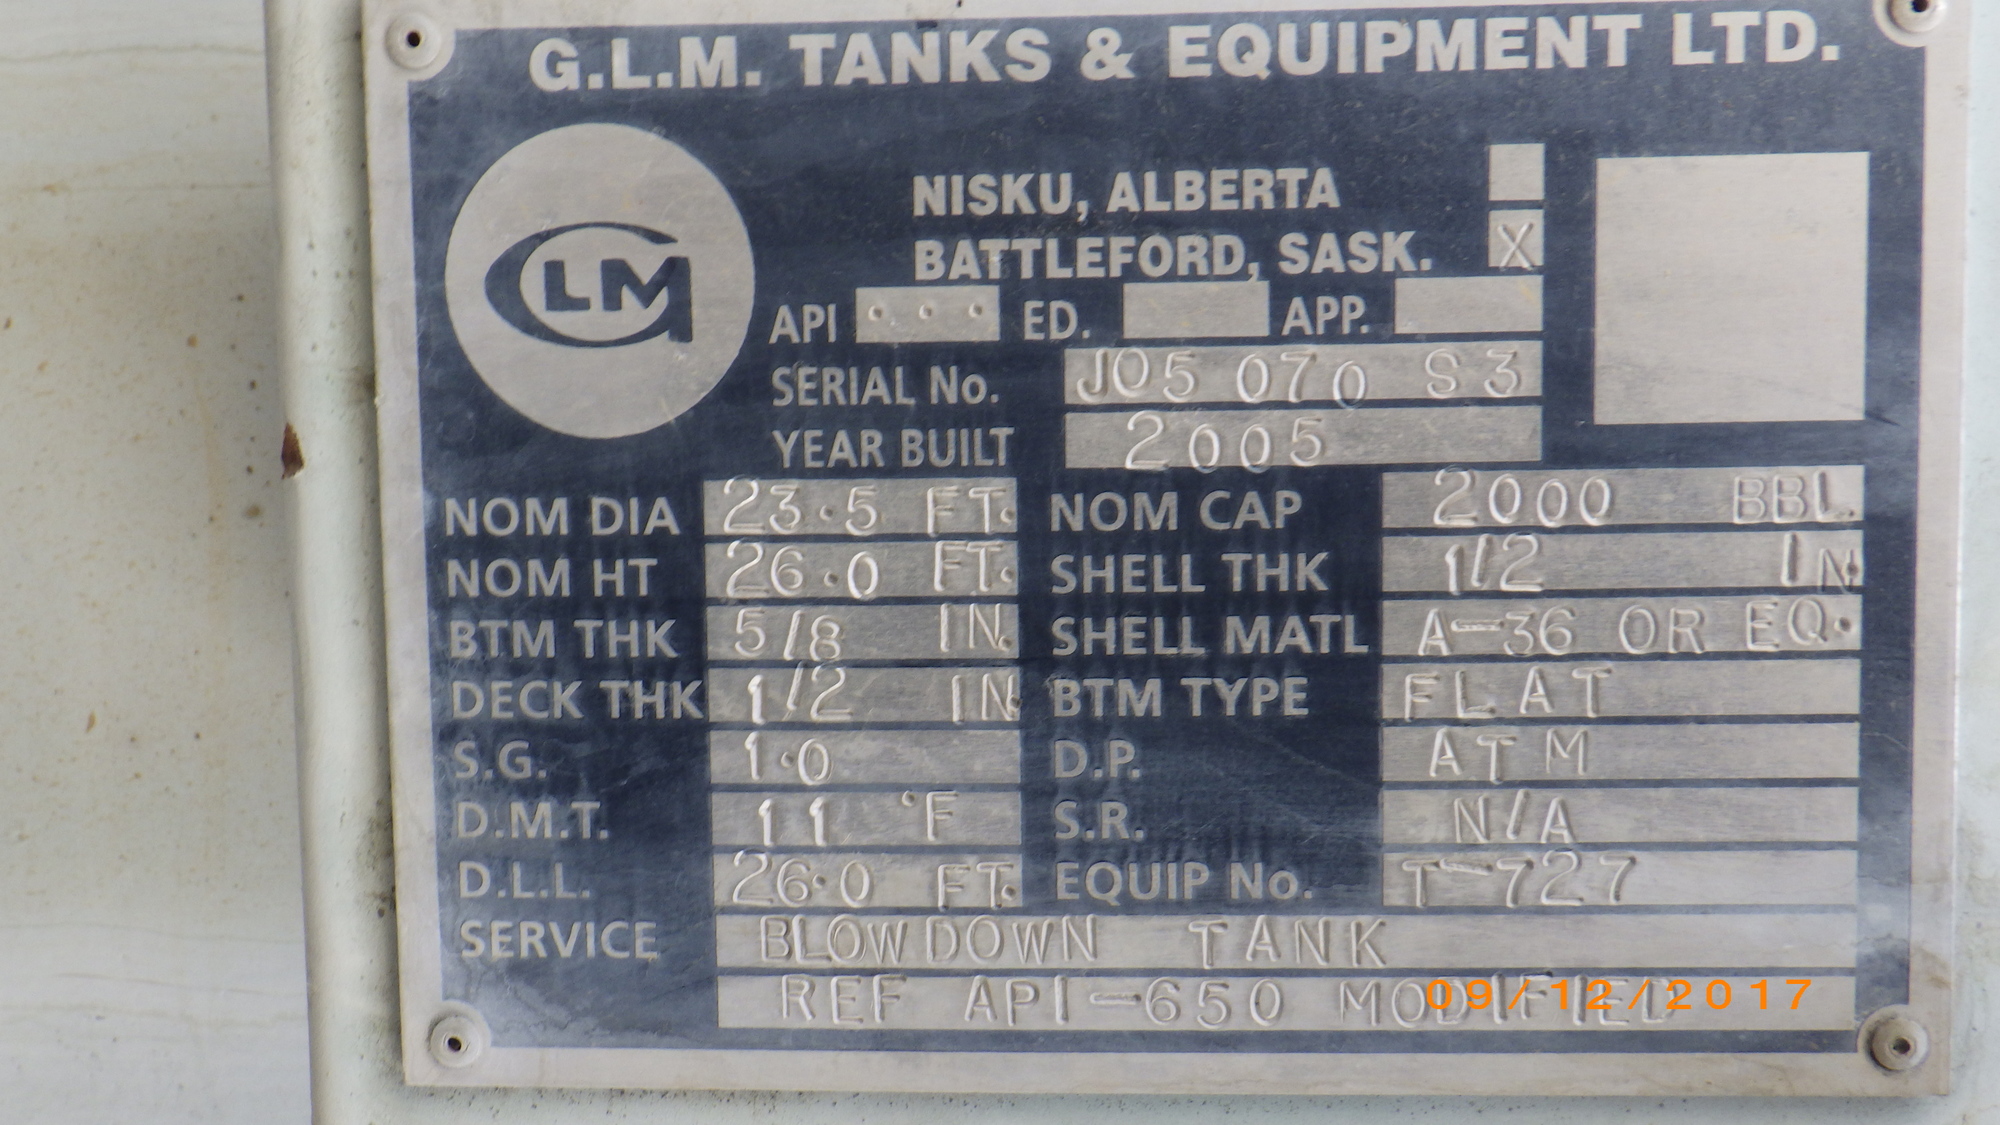 G.L.M. TANKS & EQUIPMENT LTD.
GLM
NISKU, ALBERTA
BATTLEFORD, SASK. X
API ... ED. APP.
SERIAL No. J05 070 S3
YEAR BUILT 2005
NOM DIA 23.5 FT. NOM CAP 2000 BBL.
NOM HT 26.0 FT. SHELL THK 1/2 IN.
BTM THK 5/8 IN. SHELL MATL A-36 OR EQ.
DECK THK 1/2 IN. BTM TYPE FLAT
S.G. 1.0 D.P. ATM
D.M.T. 11 °F S.R. N/A
D.L.L. 26.0 FT. EQUIP No. T-727
SERVICE BLOWDOWN TANK
REF API-650 MODIFIED
09/12/2017